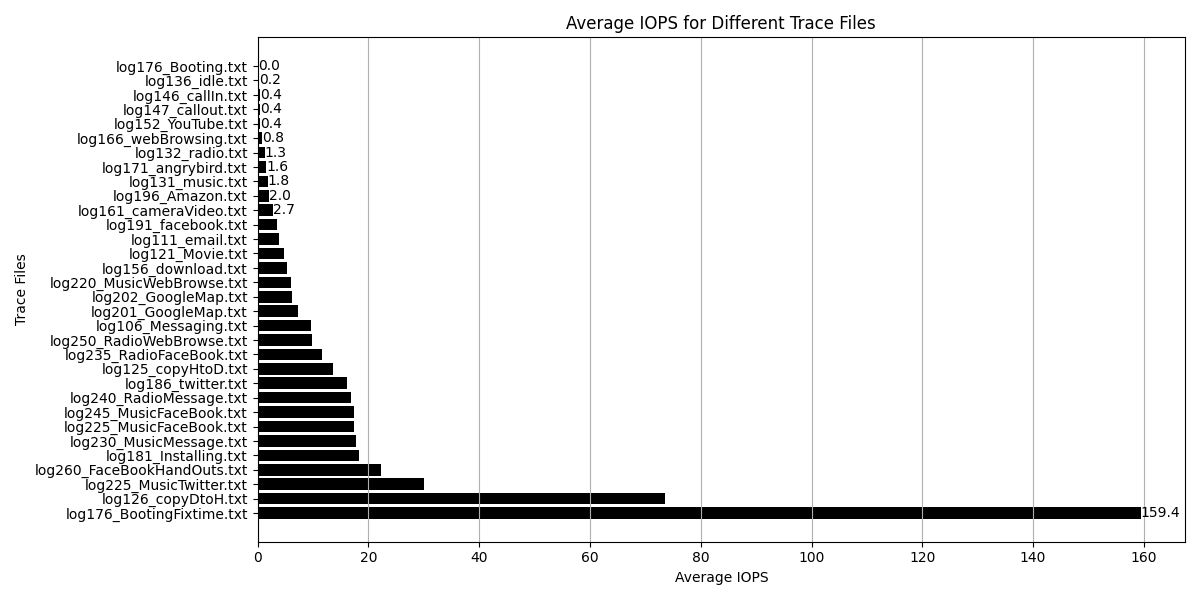 Average IOPS for Different Trace Files
log176_Booting.txt 0.0
log136_idle.txt 0.2
log146_callIn.txt 0.4
log147_callout.txt 0.4
log152_YouTube.txt 0.4
log166_webBrowsing.txt 0.8
log132_radio.txt 1.3
log171_angrybird.txt 1.6
log131_music.txt 1.8
log196_Amazon.txt 2.0
log161_cameraVideo.txt 2.7
log191_facebook.txt
log111_email.txt
log121_Movie.txt
log156_download.txt
log220_MusicWebBrowse.txt
log202_GoogleMap.txt
log201_GoogleMap.txt
log106_Messaging.txt
log250_RadioWebBrowse.txt
log235_RadioFaceBook.txt
log125_copyHtoD.txt
log186_twitter.txt
log240_RadioMessage.txt
log245_MusicFaceBook.txt
log225_MusicFaceBook.txt
log230_MusicMessage.txt
log181_Installing.txt
log260_FaceBookHandOuts.txt
log225_MusicTwitter.txt
log126_copyDtoH.txt
log176_BootingFixtime.txt 159.4
Trace Files
0 20 40 60 80 100 120 140 160
Average IOPS